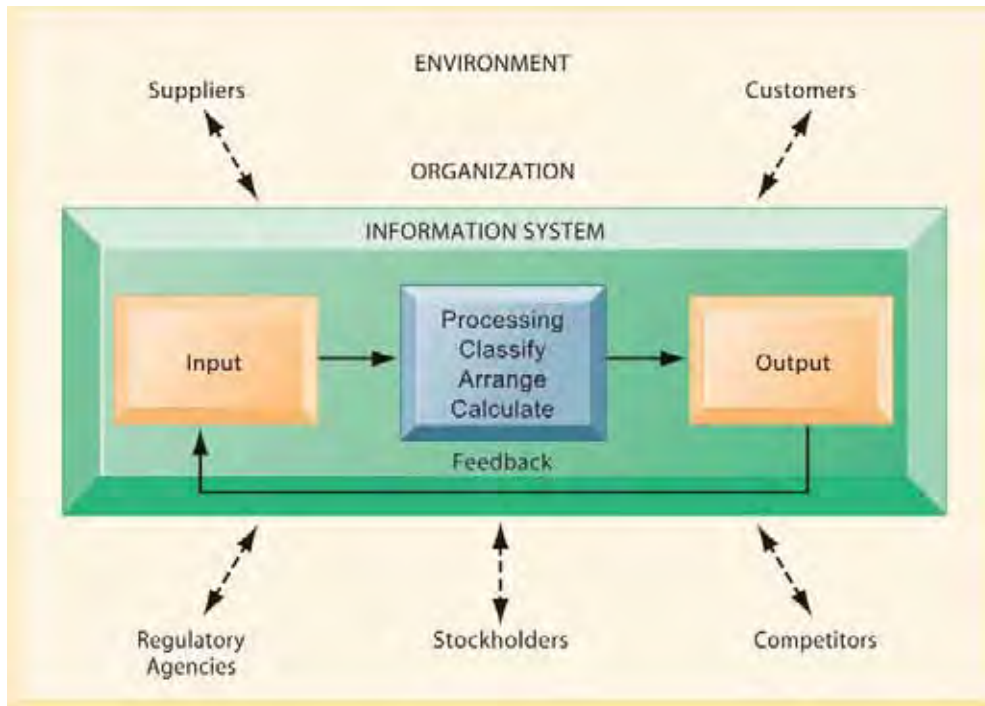 ENVIRONMENT
Suppliers
Customers
ORGANIZATION
INFORMATION SYSTEM
Input
Processing
Classify
Arrange
Calculate
Output
Feedback
Regulatory
Agencies
Stockholders
Competitors